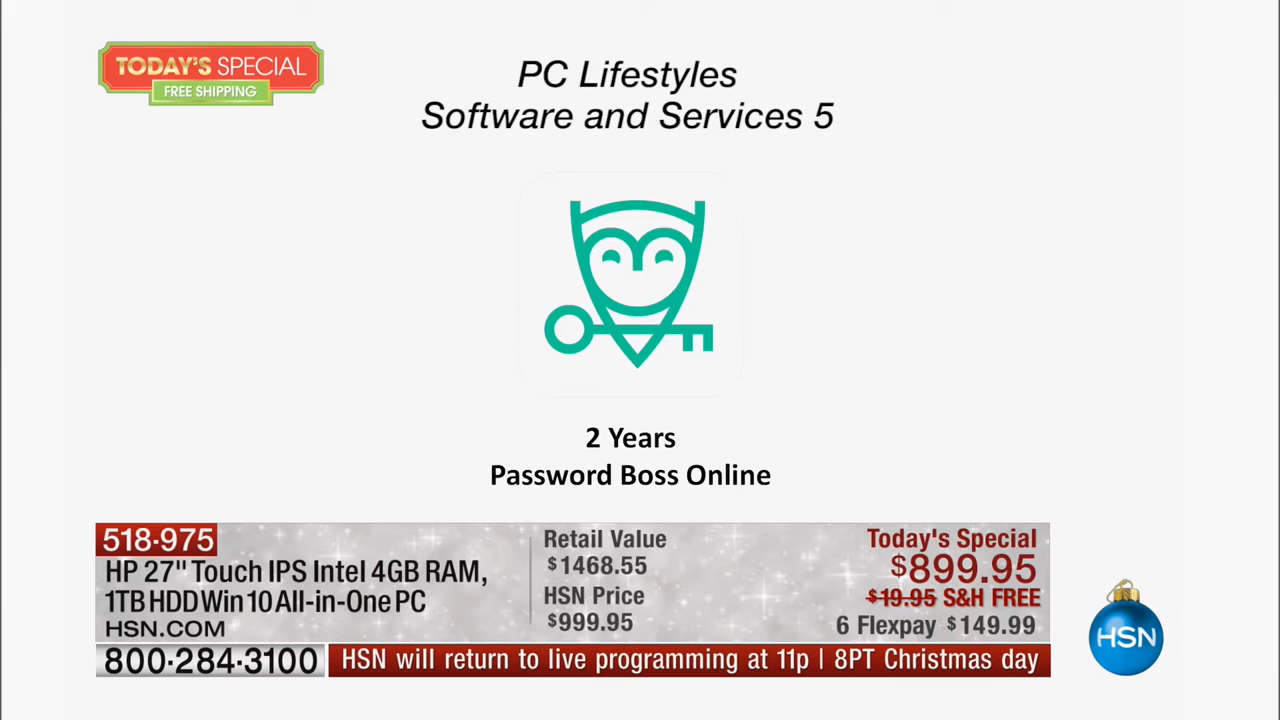 TODAY'S SPECIAL
FREE SHIPPING
PC Lifestyles
Software and Services 5
2 Years
Password Boss Online
518-975
HP 27" Touch IPS Intel 4GB RAM,
1TB HDD Win 10 All-in-One PC
HSN.COM
Retail Value
$1468.55
HSN Price
$999.95
Today's Special
$899.95
$19.95 S&H FREE
6 Flexpay $149.99
HSN
800-284-3100
HSN will return to live programming at 11p | 8PT Christmas day